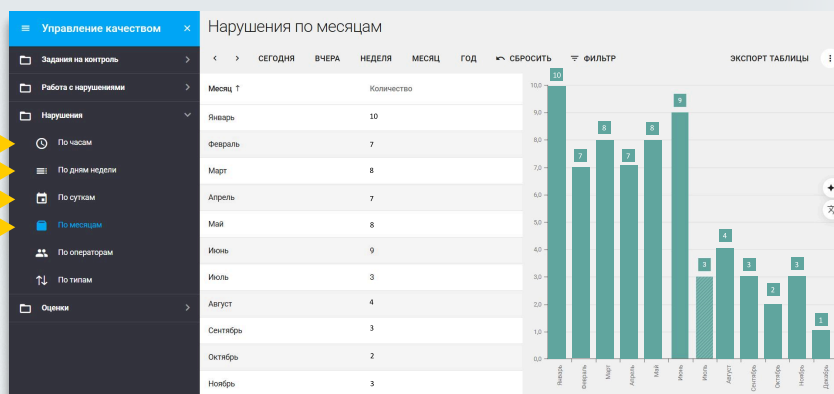 Управление качеством
Задания на контроль
Работа с нарушениями
Нарушения
По часам
По дням недели
По суткам
По месяцам
По операторам
По типам
Оценки
Нарушения по месяцам
СЕГОДНЯ ВЧЕРА НЕДЕЛЯ МЕСЯЦ ГОД СБРОСИТЬ ФИЛЬТР ЭКСПОРТ ТАБЛИЦЫ
Месяц ↑ Количество
Январь 10
Февраль 7
Март 8
Апрель 7
Май 8
Июнь 9
Июль 3
Август 4
Сентябрь 3
Октябрь 2
Ноябрь 3
10 7 8 7 8 9 3 4 3 2 3 1
10,0
9,0
8,0
7,0
6,0
5,0
4,0
3,0
2,0
1,0
0,0
Январь Февраль Март Апрель Май Июнь Июль Август Сентябрь Октябрь Ноябрь Декабрь